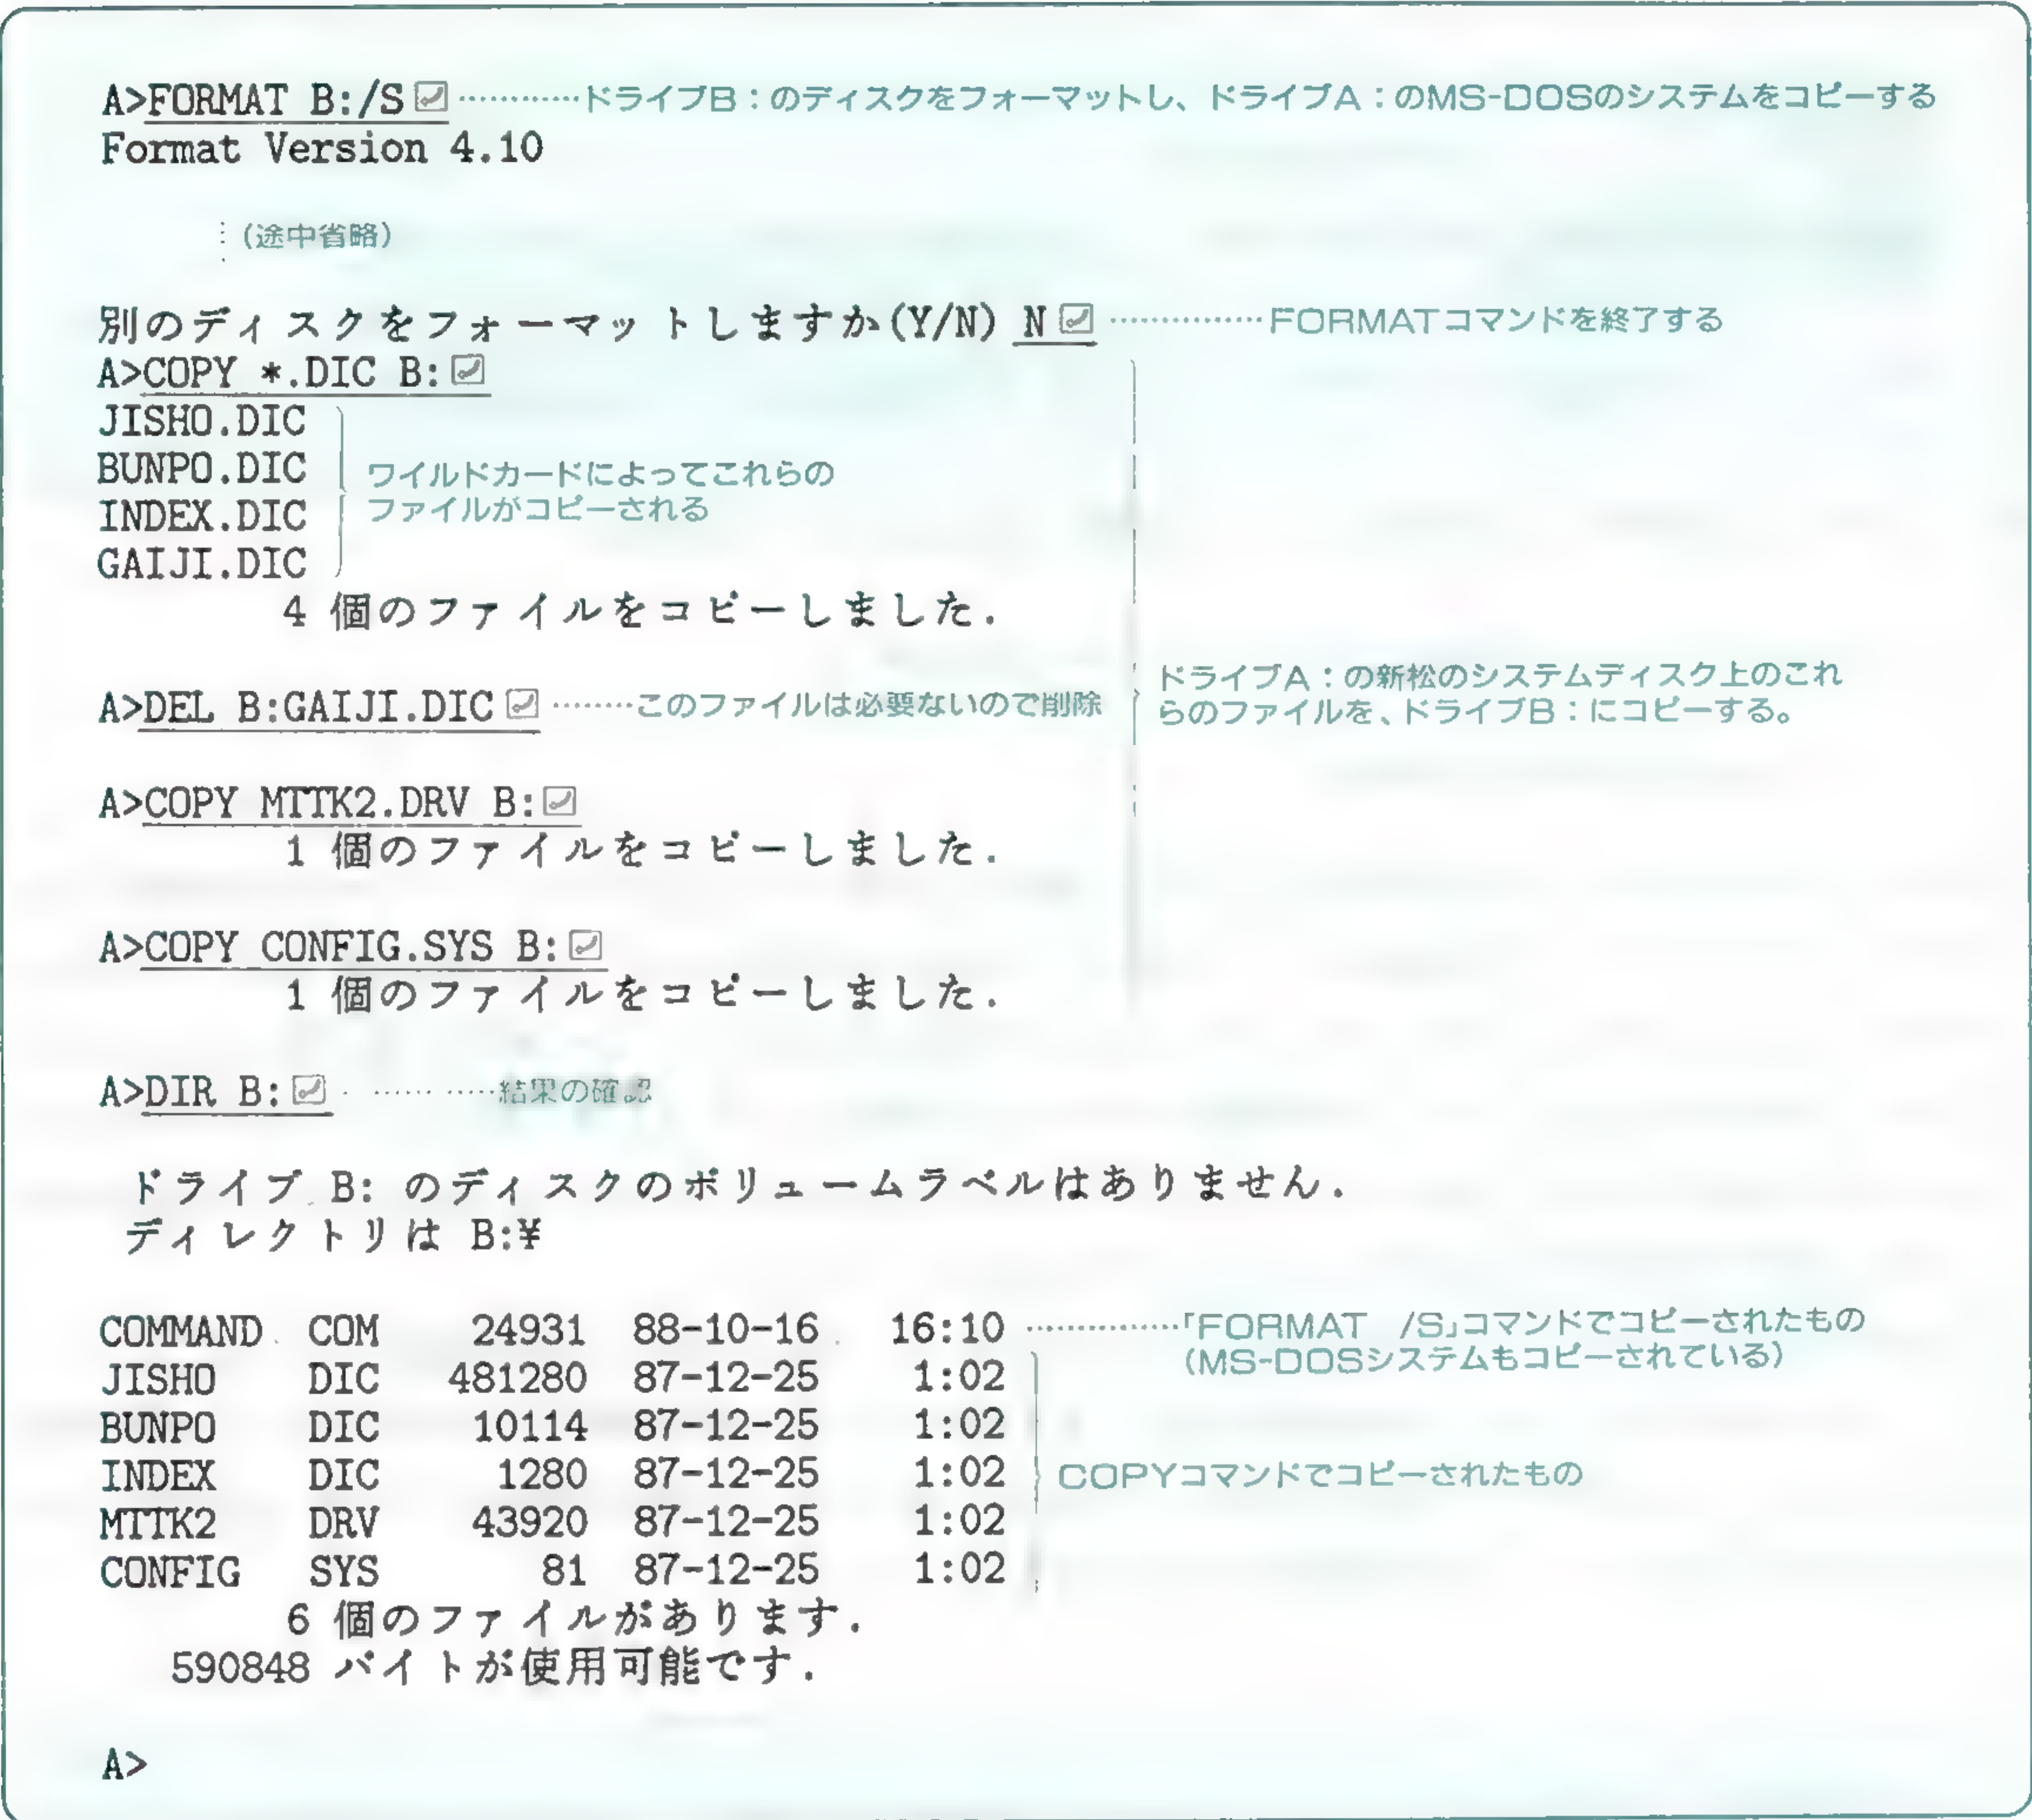 A>FORMAT B:/S …………ドライブB：のディスクをフォーマットし、ドライブA：のMS-DOSのシステムをコピーする
Format Version 4.10
（途中省略）
別のディスクをフォーマットしますか(Y/N) N ……………FORMATコマンドを終了する
A>COPY *.DIC B:
JISHO.DIC
BUNPO.DIC
INDEX.DIC
GAIJI.DIC
ワイルドカードによってこれらの
ファイルがコピーされる
4 個のファイルをコピーしました.
A>DEL B:GAIJI.DIC ………このファイルは必要ないので削除
ドライブA：の新松のシステムディスク上のこれ
らのファイルを、ドライブB：にコピーする。
A>COPY MTTK2.DRV B:
1 個のファイルをコピーしました.
A>COPY CONFIG.SYS B:
1 個のファイルをコピーしました.
A>DIR B: …………結果の確認
ドライブ B: のディスクのボリュームラベルはありません.
ディレクトリは B:¥
COMMAND COM 24931 88-10-16 16:10 ……………「FORMAT /S」コマンドでコピーされたもの
（MS-DOSシステムもコピーされている）
JISHO DIC 481280 87-12-25 1:02
BUNPO DIC 10114 87-12-25 1:02
INDEX DIC 1280 87-12-25 1:02 COPYコマンドでコピーされたもの
MTTK2 DRV 43920 87-12-25 1:02
CONFIG SYS 81 87-12-25 1:02
6 個のファイルがあります.
590848 バイトが使用可能です.
A>